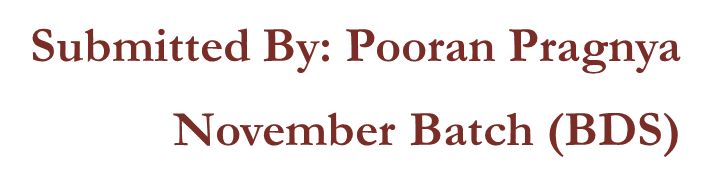 Submitted By: Pooran Pragnya
November Batch (BDS)